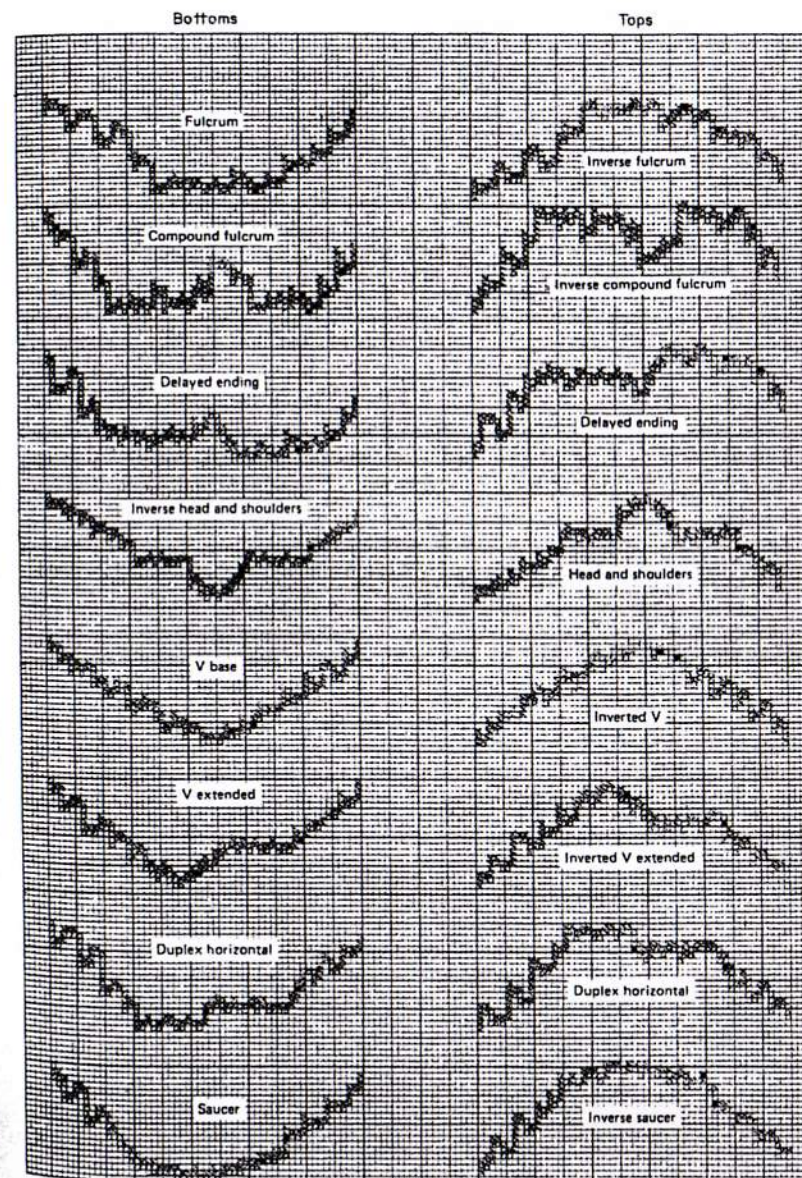 Bottoms
Tops
Fulcrum
Inverse fulcrum
Compound fulcrum
Inverse compound fulcrum
Delayed ending
Delayed ending
Inverse head and shoulders
Head and shoulders
V base
Inverted V
V extended
Inverted V extended
Duplex horizontal
Duplex horizontal
Saucer
Inverse saucer